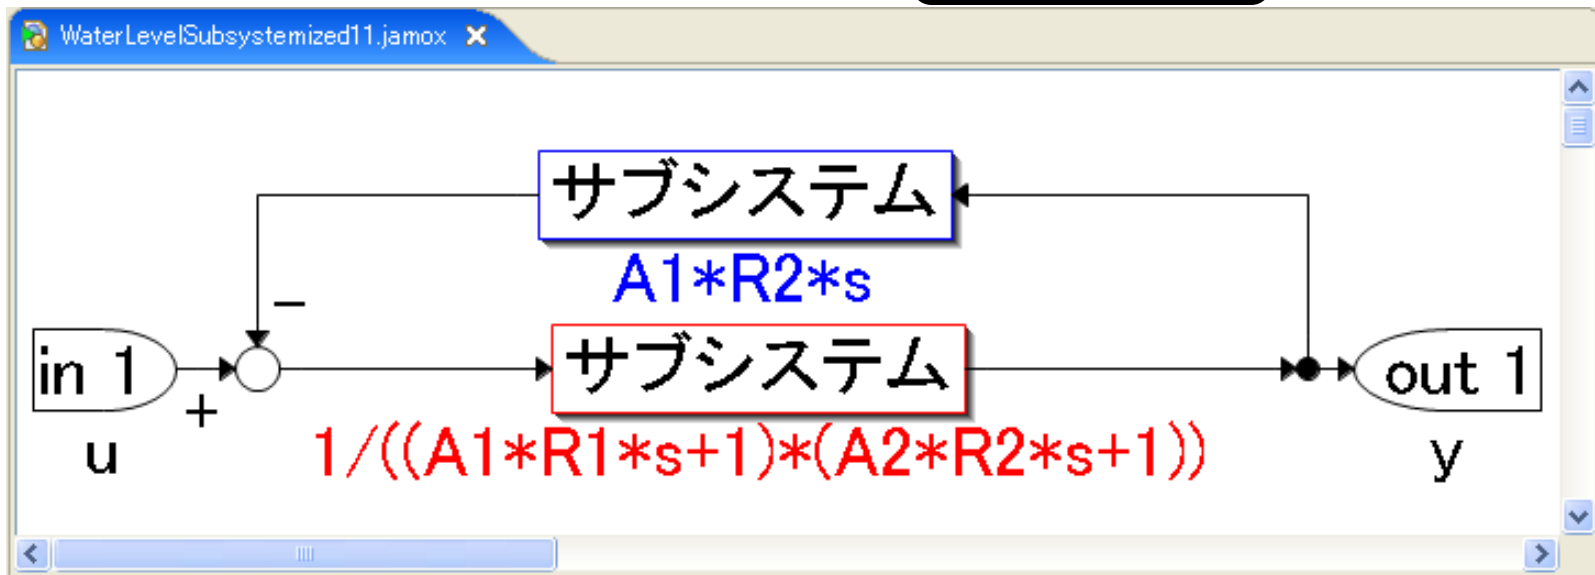 WaterLevelSubsystemized11.jamox
サブシステム
A1*R2*s
−
in 1
サブシステム
out 1
+
u
1/((A1*R1*s+1)*(A2*R2*s+1))
y